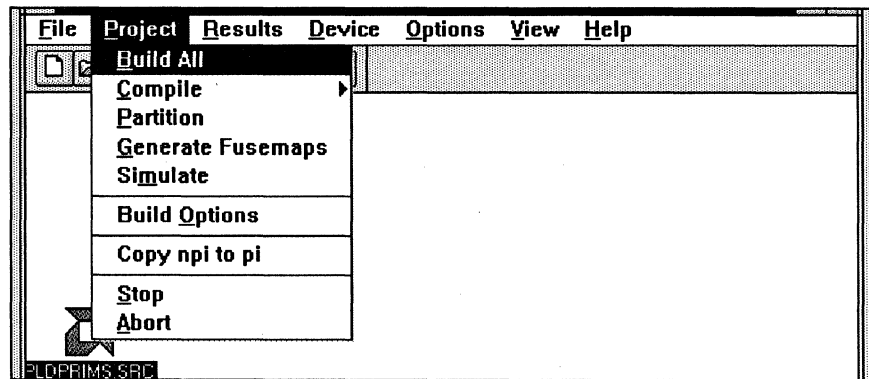 File Project Results Device Options View Help
Build All
Compile
Partition
Generate Fusemaps
Simulate
Build Options
Copy npi to pi
Stop
Abort
PLDPRIMS.SRC